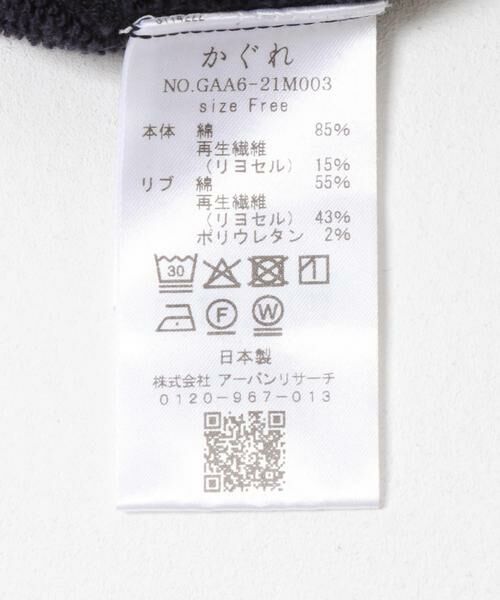 かぐれ
NO.GAA6-21M003
size Free
本体 綿 85%
再生繊維
(リヨセル) 15%
リブ 綿 55%
再生繊維
(リヨセル) 43%
ポリウレタン 2%
30
F W
日本製
株式会社 アーバンリサーチ
0120-967-013